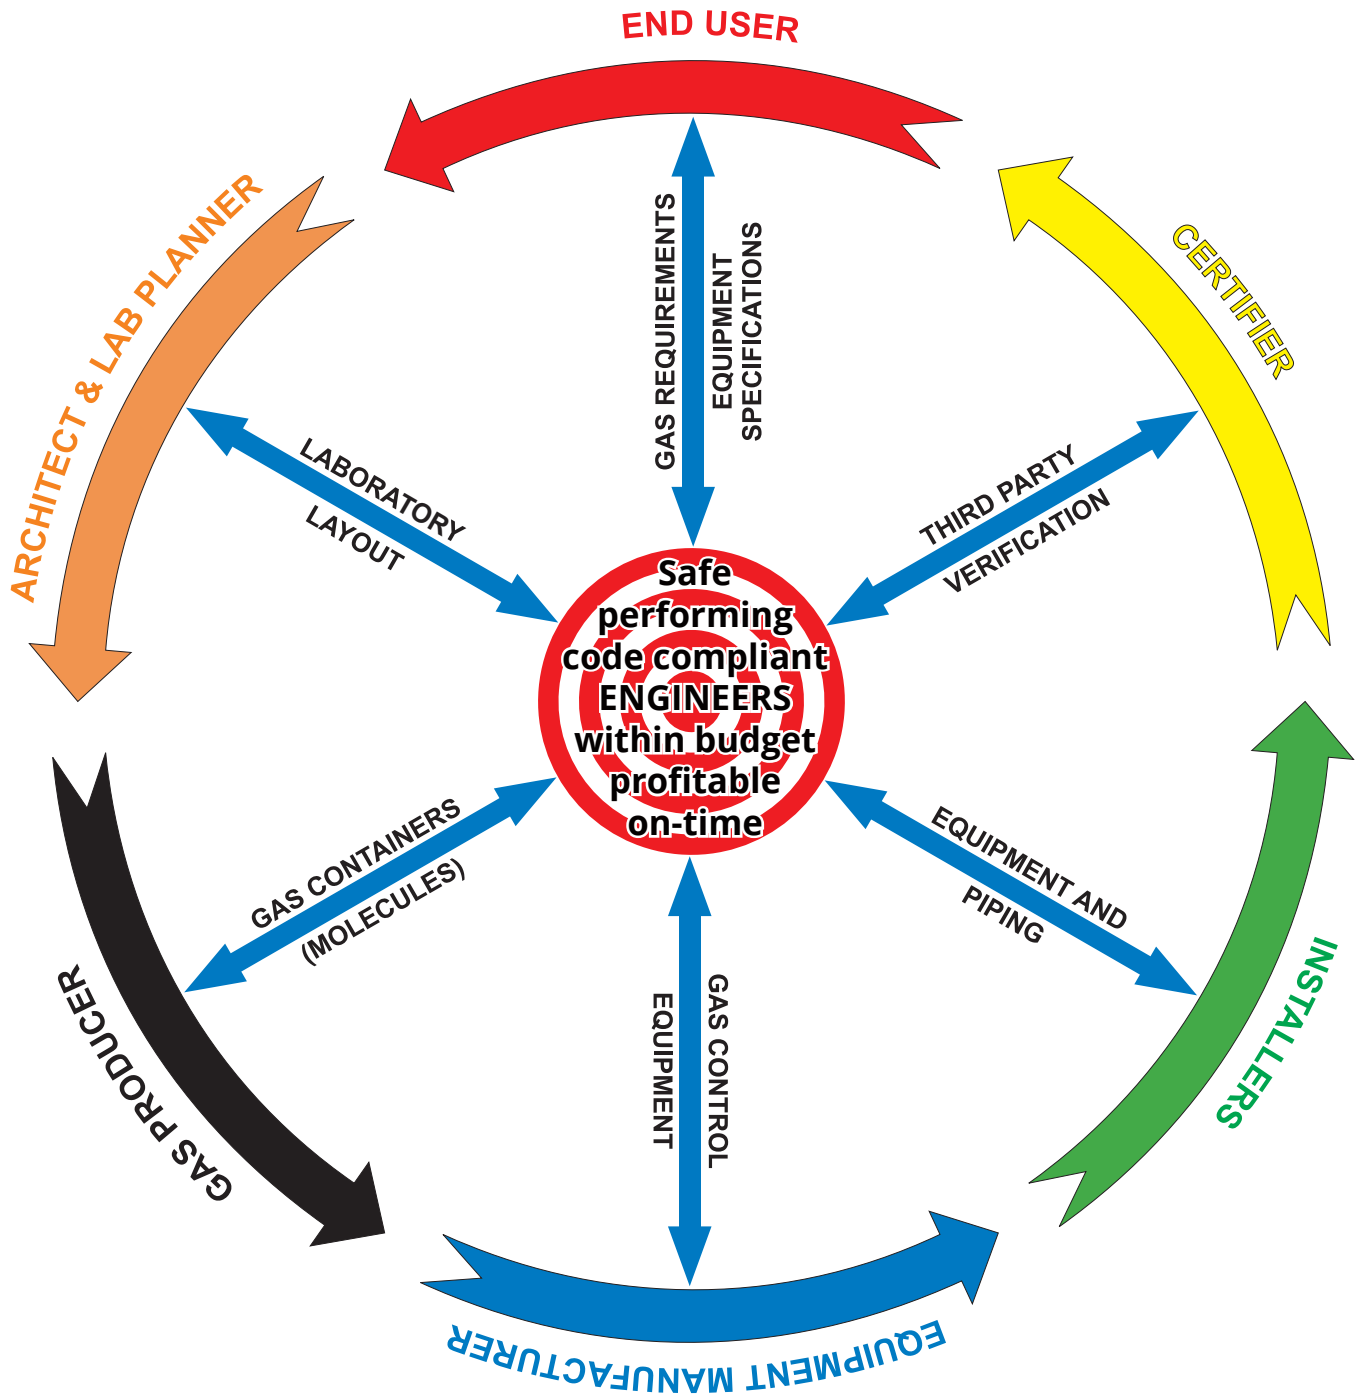 END USER
ARCHITECT & LAB PLANNER
CERTIFIER
GAS REQUIREMENTS
EQUIPMENT
SPECIFICATIONS
LABORATORY
LAYOUT
THIRD PARTY
VERIFICATION
Safe
performing
code compliant
ENGINEERS
within budget
profitable
on-time
GAS CONTAINERS
(MOLECULES)
EQUIPMENT AND
PIPING
GAS CONTROL
EQUIPMENT
GAS PRODUCER
INSTALLERS
EQUIPMENT MANUFACTURER